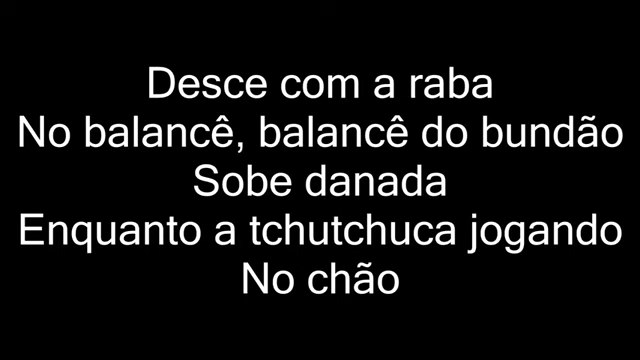 Desce com a raba
No balancê, balancê do bundão
Sobe danada
Enquanto a tchutchuca jogando
No chão